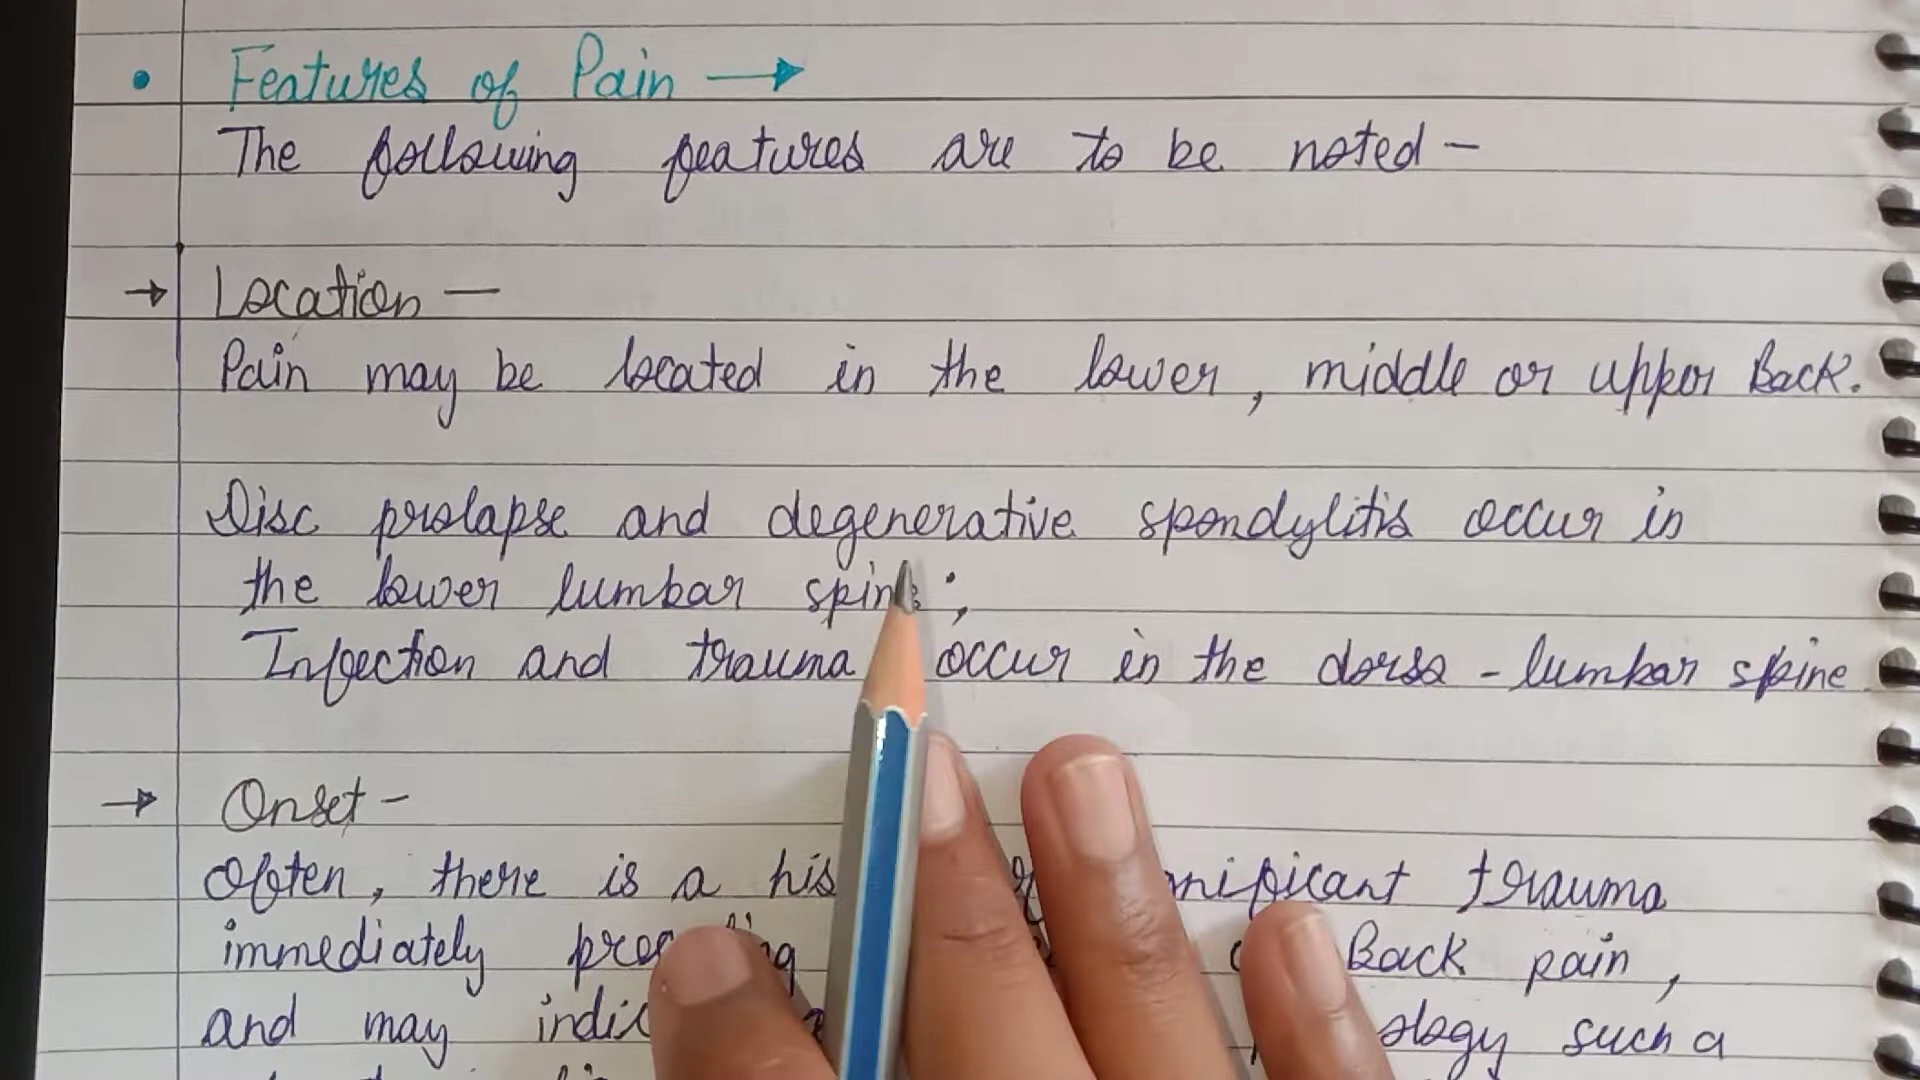 • Features of Pain →
The following features are to be noted -
→ Location -
Pain may be located in the lower, middle or upper Back.
Disc prolapse and degenerative spondylitis occur in
the lower lumbar spine;
Infection and trauma occur in the dorso-lumbar spine
→ Onset -
Often, there is a trauma
immediately Back pain,
and may such a